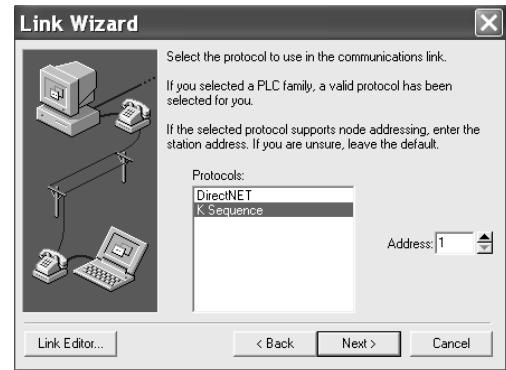 Link Wizard
Select the protocol to use in the communications link.
If you selected a PLC family, a valid protocol has been
selected for you.
If the selected protocol supports node addressing, enter the
station address. If you are unsure, leave the default.
Protocols:
DirectNET
K Sequence
Address: 1
Link Editor...
< Back
Next >
Cancel